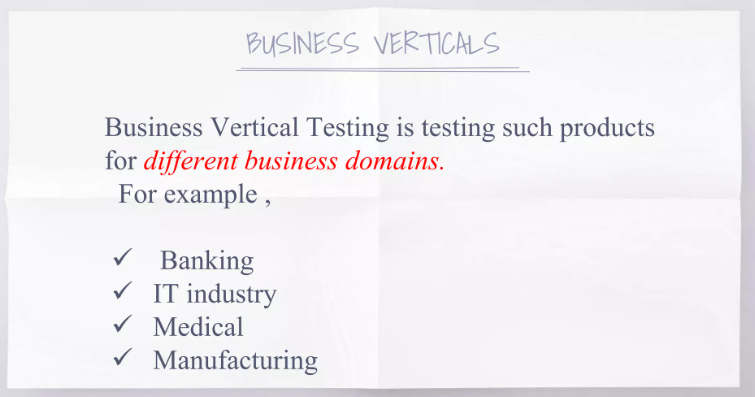 BUSINESS VERTICALS
Business Vertical Testing is testing such products
for different business domains.
For example ,
✓ Banking
✓ IT industry
✓ Medical
✓ Manufacturing